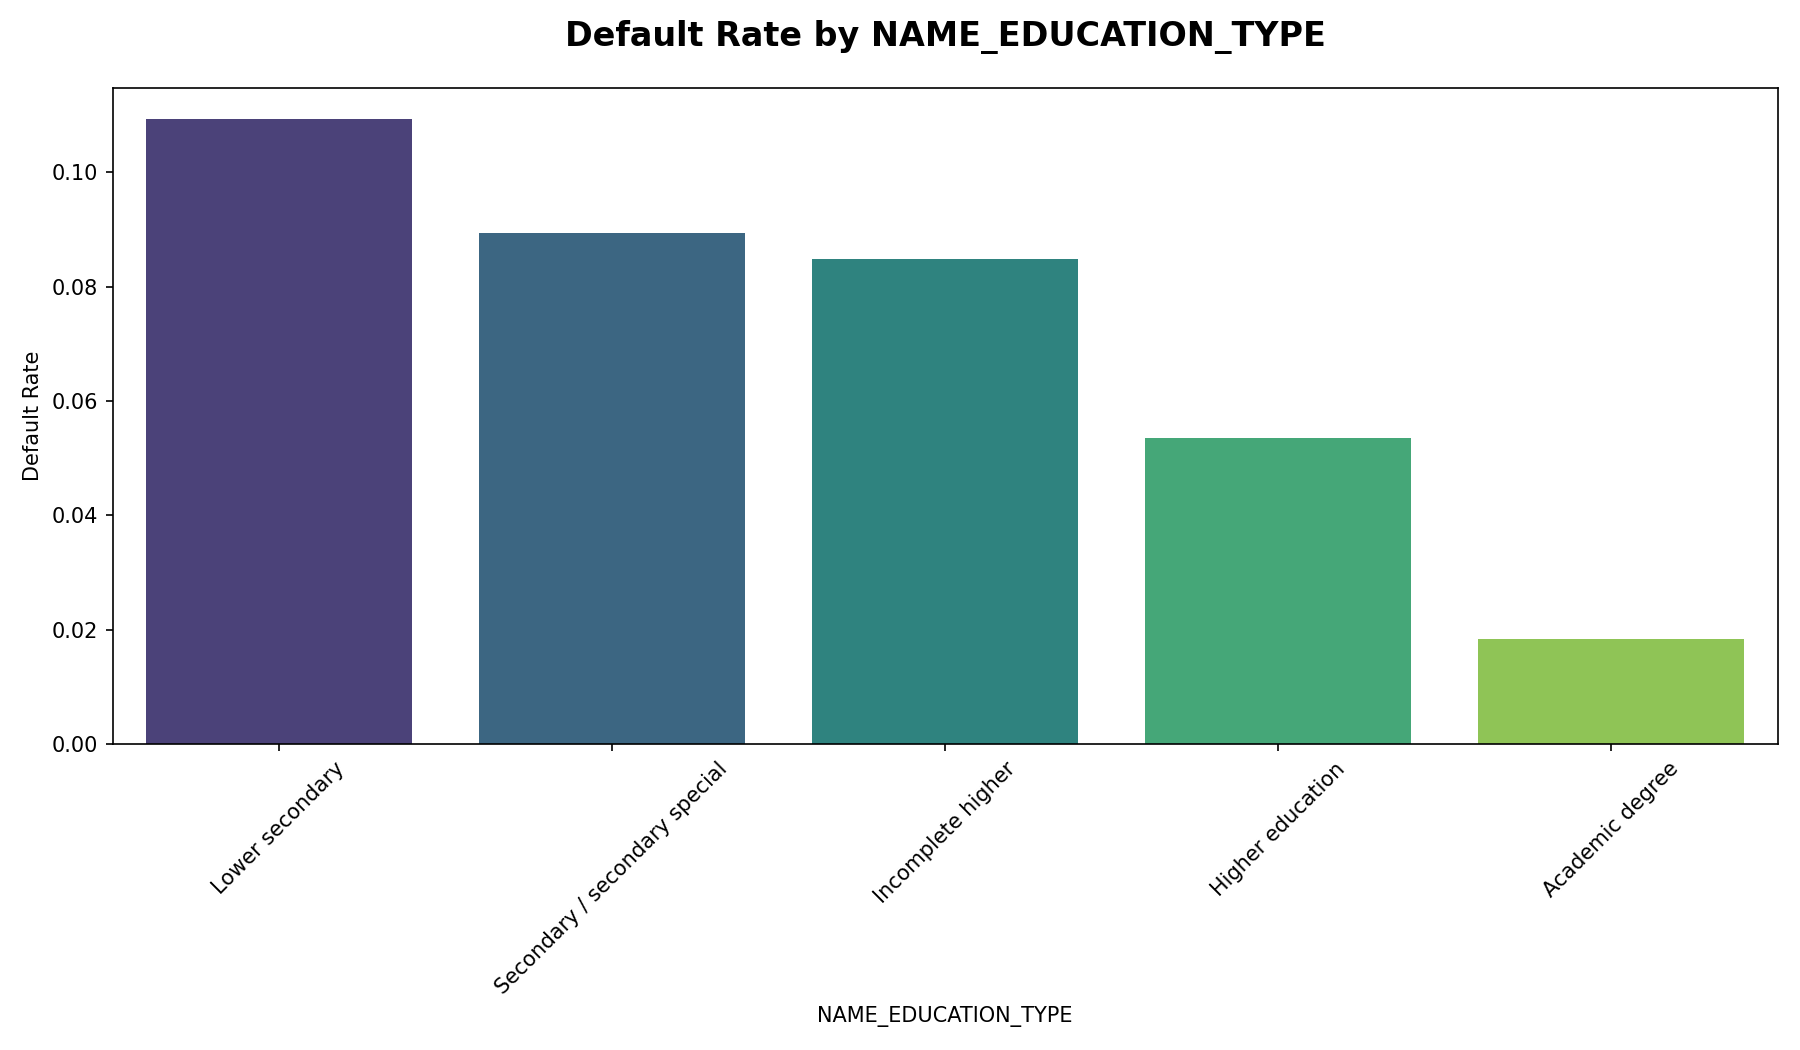 Default Rate by NAME_EDUCATION_TYPE
Default Rate
0.10
0.08
0.06
0.04
0.02
0.00
Lower secondary
Secondary / secondary special
Incomplete higher
Higher education
Academic degree
NAME_EDUCATION_TYPE